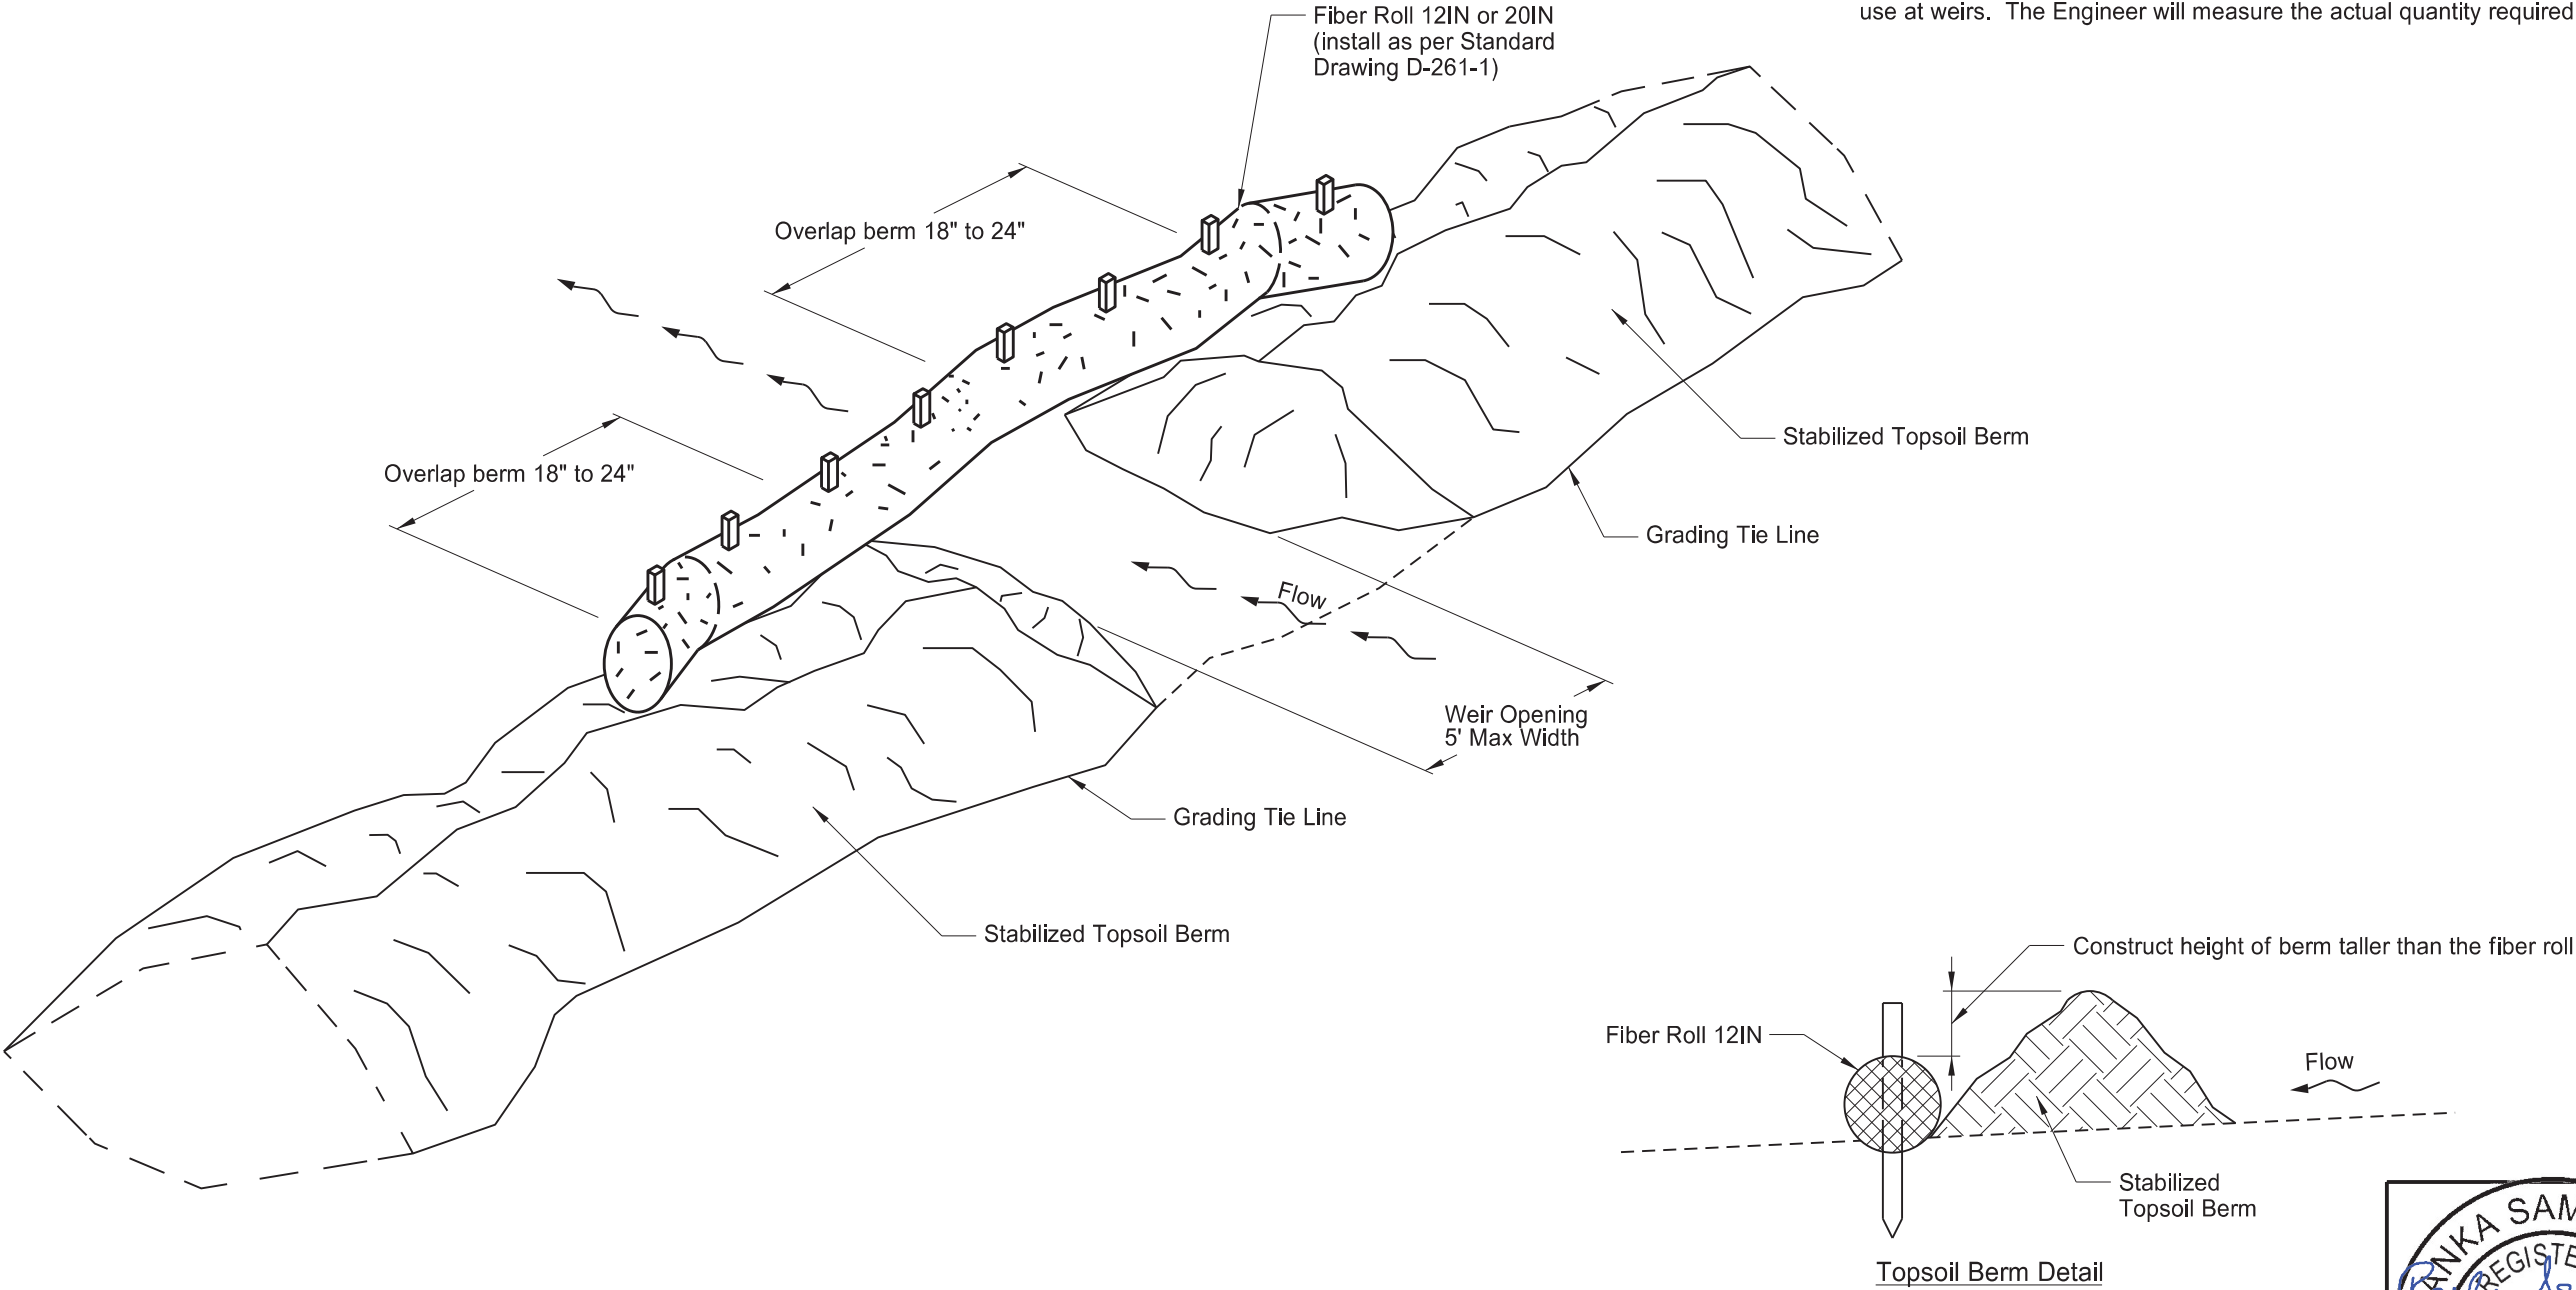 use at weirs. The Engineer will measure the actual quantity required
Fiber Roll 12IN or 20IN
(install as per Standard
Drawing D-261-1)
Overlap berm 18" to 24"
Overlap berm 18" to 24"
Stabilized Topsoil Berm
Grading Tie Line
Flow
Weir Opening
5' Max Width
Grading Tie Line
Stabilized Topsoil Berm
Construct height of berm taller than the fiber roll
Fiber Roll 12IN
Flow
Stabilized
Topsoil Berm
Topsoil Berm Detail